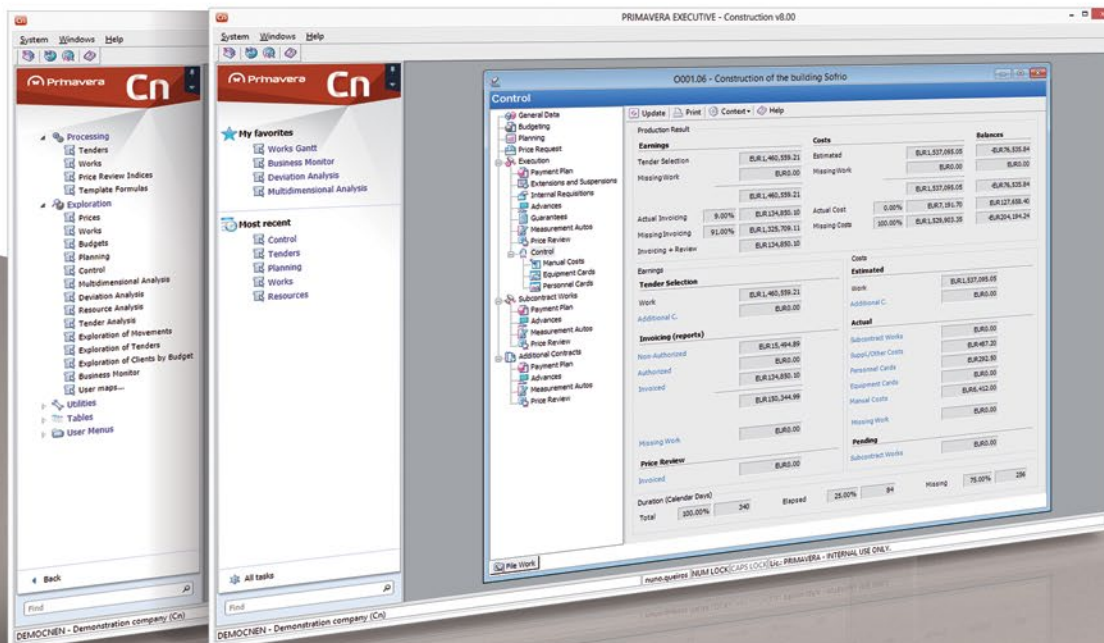 PRIMAVERA EXECUTIVE - Construction v8.00
Cn
System Windows Help
Primavera Cn
Processing
Tenders
Works
Price Review Indices
Template Formulas
Exploration
Prices
Works
Budgets
Planning
Control
Multidimensional Analysis
Deviation Analysis
Resource Analysis
Tender Analysis
Exploration of Movements
Exploration of Tenders
Exploration of Clients by Budget
Business Monitor
User maps...
Utilities
Tables
User Menus
Back
Find
DEMOCNEN - Demonstration company (Cn)
Cn
System Windows Help
Primavera Cn
My favorites
Works Gantt
Business Monitor
Deviation Analysis
Multidimensional Analysis
Most recent
Control
Tenders
Planning
Works
Resources
All tasks
Find
DEMOCNEN - Demonstration company (Cn)
O001.06 - Construction of the building Sofrio
Control
General Data
Budgeting
Planning
Price Request
Execution
Payment Plan
Extensions and Suspensions
Internal Requisitions
Advances
Guarantees
Measurement Autos
Price Review
Control
Manual Costs
Equipment Cards
Personnel Cards
Subcontract Works
Payment Plan
Advances
Measurement Autos
Price Review
Additional Contracts
Payment Plan
Advances
Measurement Autos
Price Review
Update Print Context Help
Production Result
Earnings
Tender Selection EUR1,460,559.21
Missing Work EUR0.00
EUR1,460,559.21
Actual Invoicing 9.00% EUR134,850.10
Missing Invoicing 91.00% EUR1,325,709.11
Invoicing + Review EUR134,850.10
Costs Balances
Estimated EUR1,537,095.05 -EUR76,535.84
Missing Work EUR0.00 EUR0.00
EUR1,537,095.05 -EUR76,535.84
Actual Cost 0.00% EUR7,191.70 EUR127,658.40
Missing Costs 100.00% EUR1,529,903.35 -EUR204,194.24
Earnings
Tender Selection
Work EUR1,460,559.21
Additional C. EUR0.00
Invoicing (reports)
Non-Authorized EUR15,494.89
Authorized EUR0.00
Invoiced EUR134,850.10
EUR150,344.99
Missing Work EUR0.00
Price Review
Invoiced EUR0.00
Costs
Estimated
Work EUR1,537,095.05
Additional C. EUR0.00
Actual
Subcontract Works EUR0.00
Suppl./Other Costs EUR487.20
Personnel Cards EUR292.50
Equipment Cards EUR0.00
Manual Costs EUR6,412.00
Missing Work EUR0.00
Pending
Subcontract Works EUR0.00
Duration (Calendar Days)
Total 100.00% 340 Elapsed 25.00% 84 Missing 75.00% 256
File Work
nuno.queiros NUM LOCK CAPS LOCK Lic.: PRIMAVERA - INTERNAL USE ONLY.